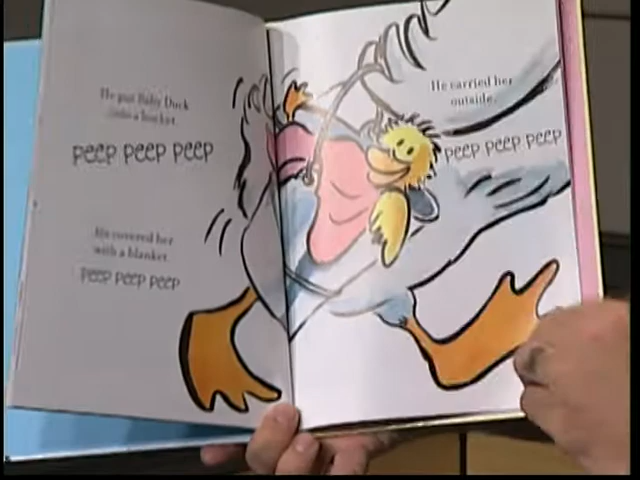 He put Baby Duck
into a bucket.
PEEP PEEP PEEP
He covered her
with a blanket.
PEEP PEEP PEEP
He carried her
outside.
PEEP PEEP PEEP